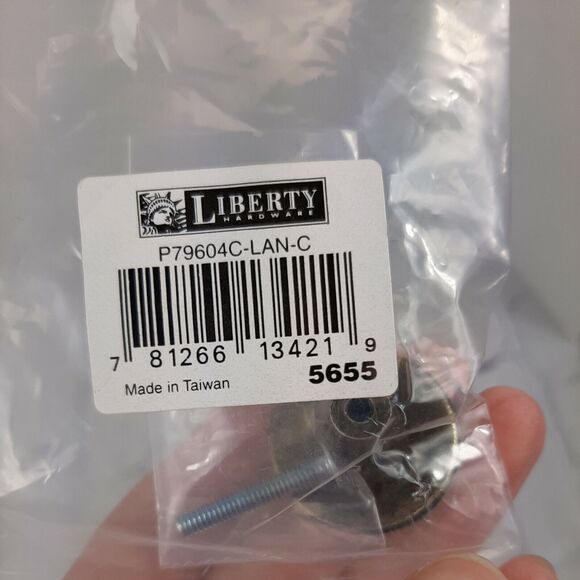 LIBERTY
HARDWARE
P79604C-LAN-C
7 81266 13421 9
Made in Taiwan 5655